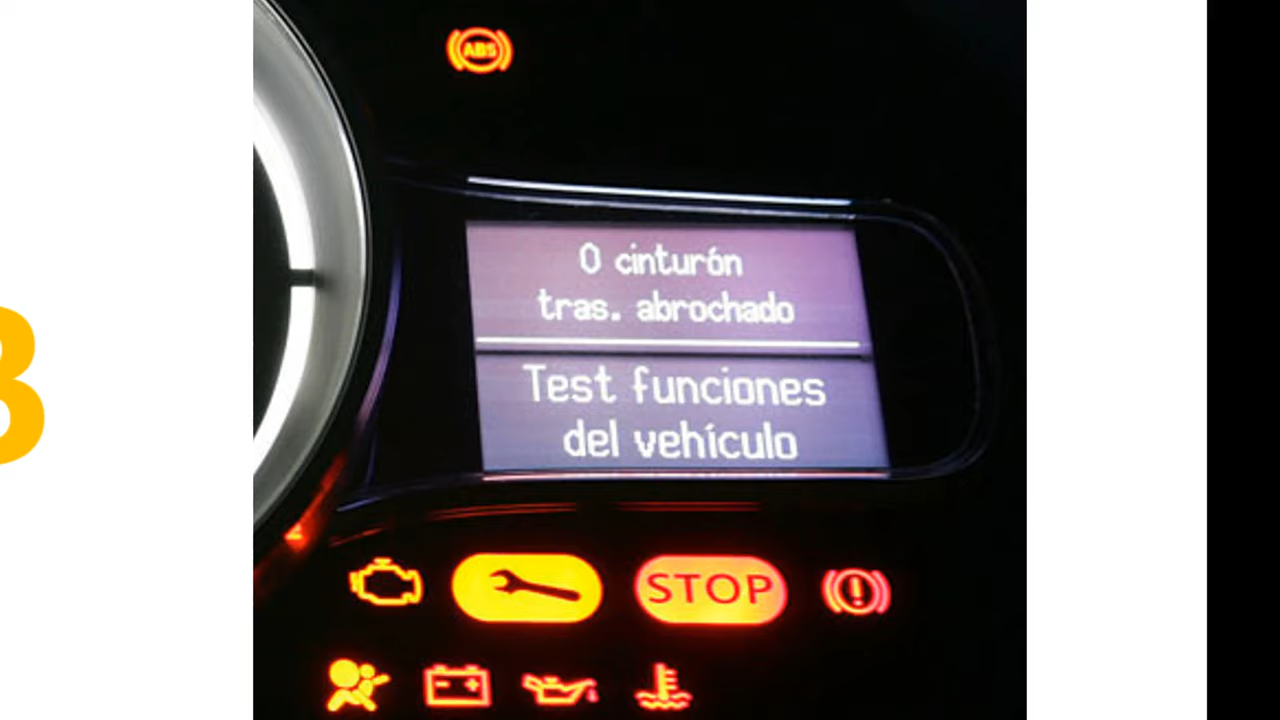 ABS
0 cinturón
tras. abrochado
Test funciones
del vehículo
STOP